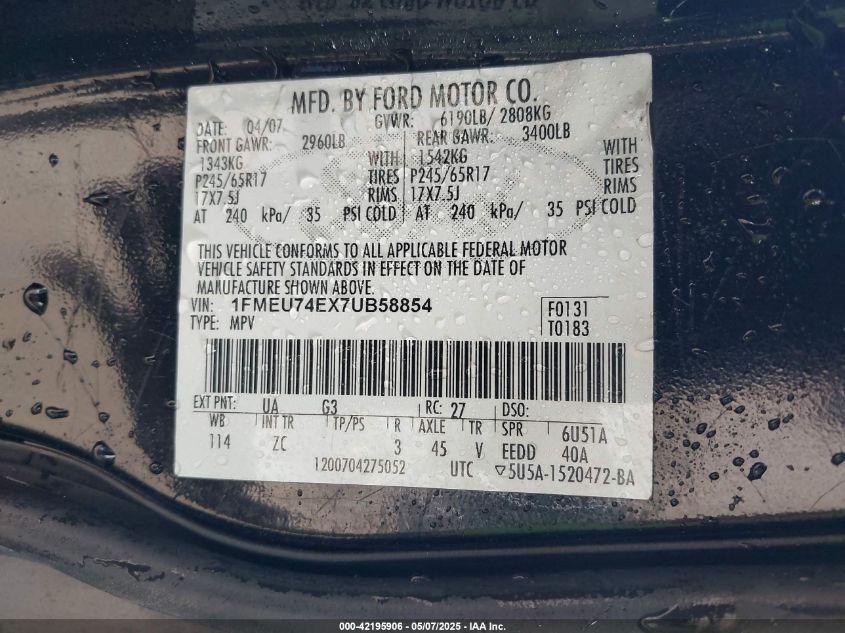 MFD. BY FORD MOTOR CO.
DATE: 04/07 GVWR: 6190LB/ 2808KG
FRONT GAWR: 2960LB REAR GAWR: 3400LB
1343KG WITH 1542KG WITH
P245/65R17 TIRES P245/65R17 TIRES
17X7.5J RIMS 17X7.5J RIMS
AT 240 kPa/ 35 PSI COLD AT 240 kPa/ 35 PSI COLD
THIS VEHICLE CONFORMS TO ALL APPLICABLE FEDERAL MOTOR
VEHICLE SAFETY STANDARDS IN EFFECT ON THE DATE OF
MANUFACTURE SHOWN ABOVE.
VIN: 1FMEU74EX7UB58854 F0131
TYPE: MPV T0183
EXT PNT: UA G3 RC: 27 DSO:
WB INT TR TP/PS R AXLE TR SPR 6U51A
114 ZC 3 45 V EEDD 40A
1200704275052 UTC ▽5U5A-1520472-BA
000-42195906 - 05/07/2025 - IAA Inc.